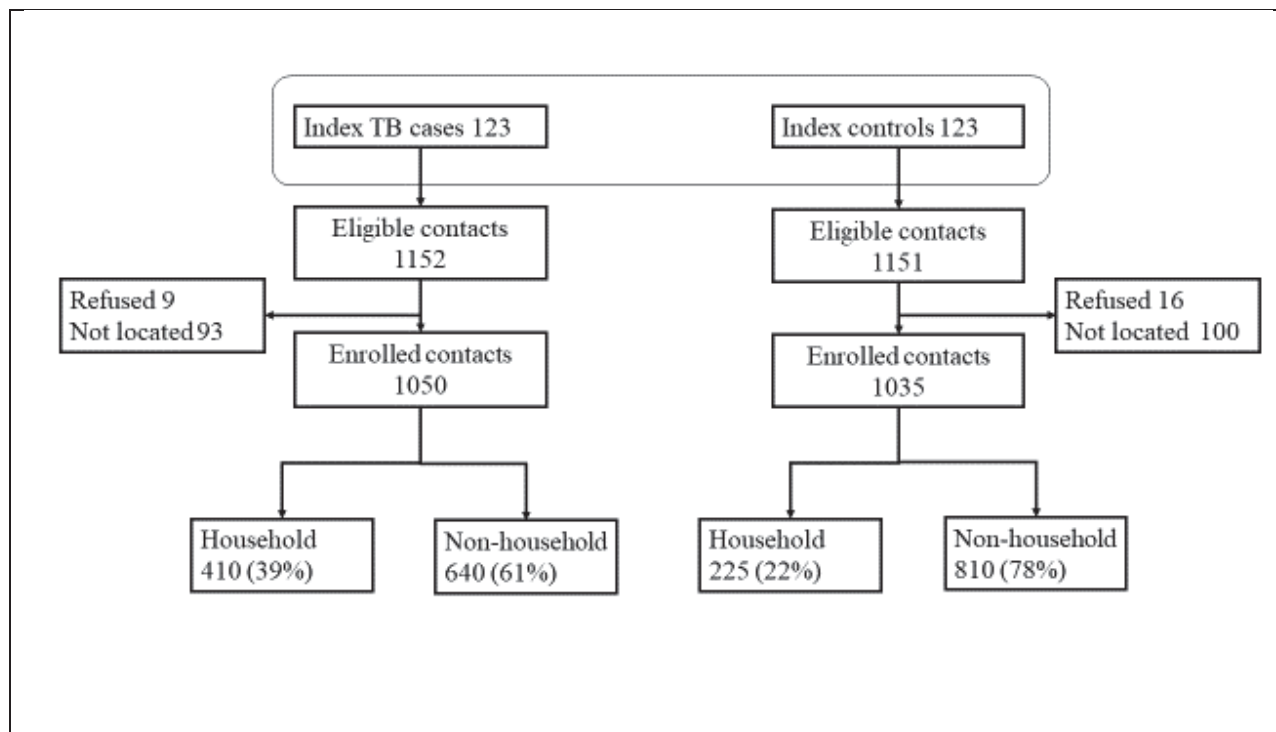 Index TB cases 123
Index controls 123
Eligible contacts
1152
Eligible contacts
1151
Refused 9
Not located 93
Refused 16
Not located 100
Enrolled contacts
1050
Enrolled contacts
1035
Household
410 (39%)
Non-household
640 (61%)
Household
225 (22%)
Non-household
810 (78%)